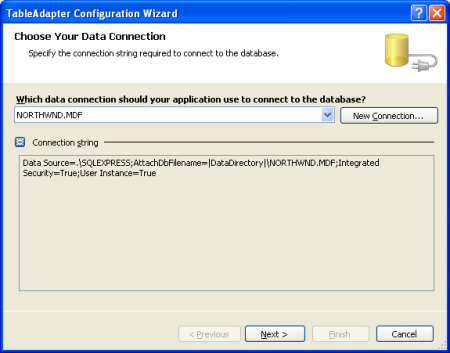 TableAdapter Configuration Wizard
Choose Your Data Connection
Specify the connection string required to connect to the database.
Which data connection should your application use to connect to the database?
NORTHWND.MDF
New Connection...
Connection string
Data Source=.\SQLEXPRESS;AttachDbFilename=|DataDirectory|\NORTHWND.MDF;Integrated
Security=True;User Instance=True
< Previous
Next >
Finish
Cancel